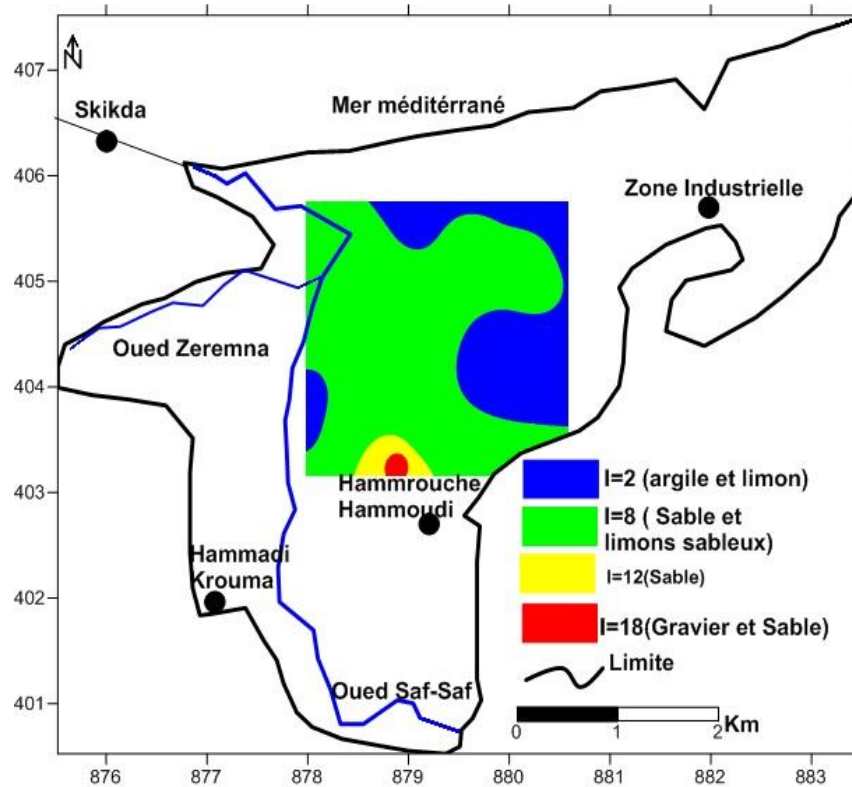 407
406
405
404
403
402
401
N
Skikda
Mer méditérrané
Zone Industrielle
Oued Zeremna
Hammrouche
Hammoudi
Hammadi
Krouma
Oued Saf-Saf
I=2 (argile et limon)
I=8 ( Sable et
limons sableux)
I=12(Sable)
I=18(Gravier et Sable)
Limite
0 1 2 Km
876 877 878 879 880 881 882 883